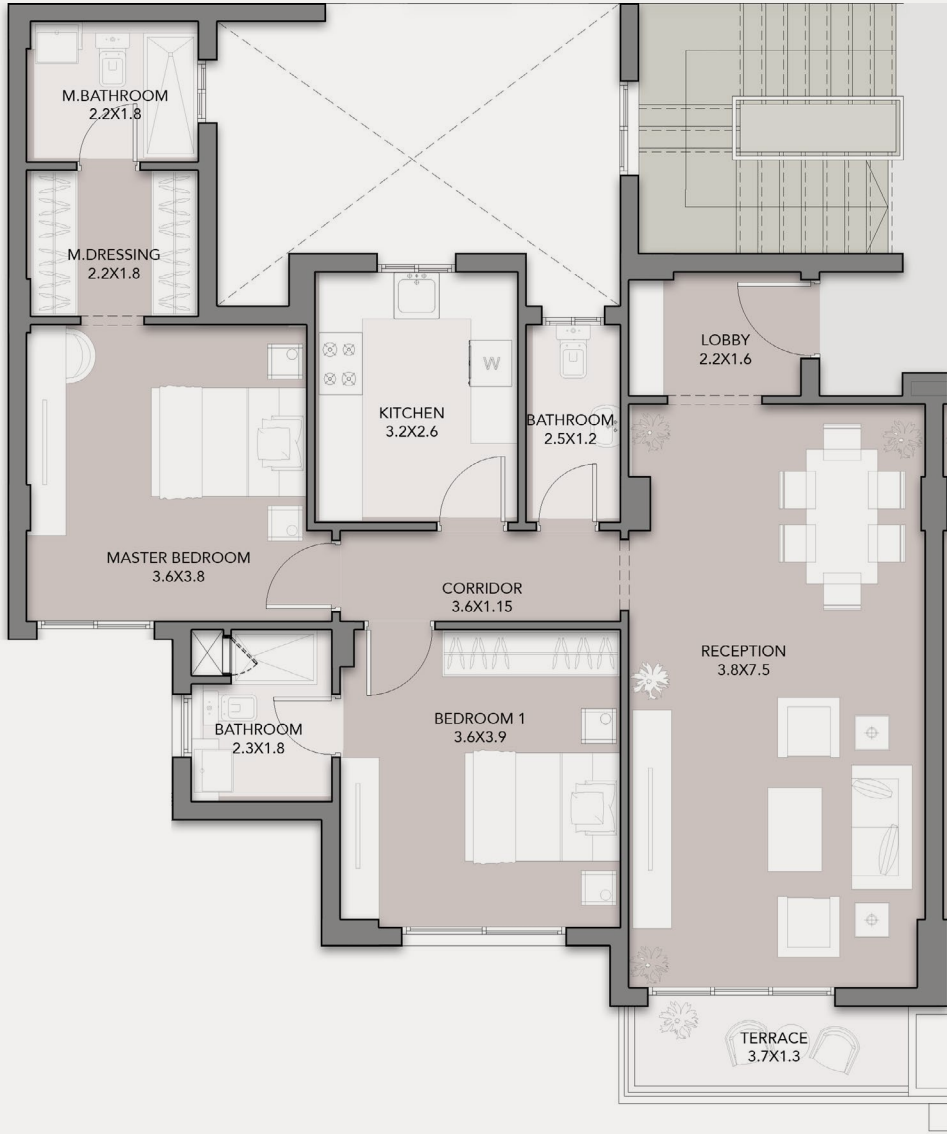 M.BATHROOM
2.2X1.8
M.DRESSING
2.2X1.8
LOBBY
2.2X1.6
KITCHEN
3.2X2.6
W
BATHROOM
2.5X1.2
MASTER BEDROOM
3.6X3.8
CORRIDOR
3.6X1.15
RECEPTION
3.8X7.5
BATHROOM
2.3X1.8
BEDROOM 1
3.6X3.9
TERRACE
3.7X1.3